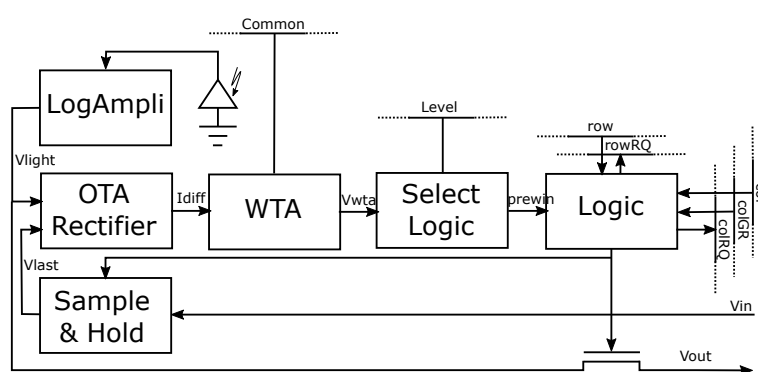 Common
LogAmpli
Level
row
rowRQ
Vlight
OTA
Rectifier
Idiff
WTA
Vwta
Select
Logic
prewin
Logic
colRQ
colGR
Vlast
Sample
& Hold
Vin
Vout